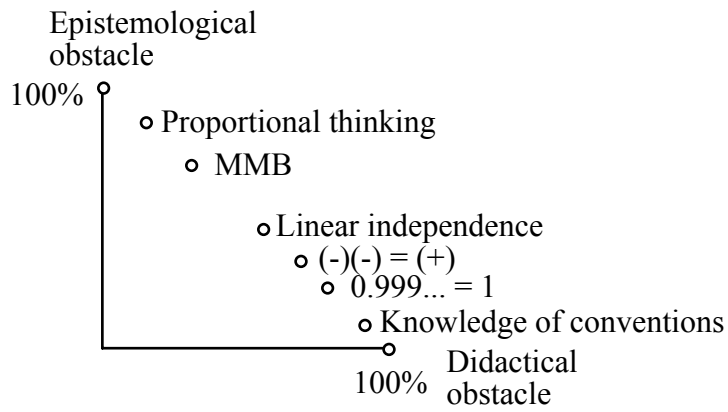 Epistemological
obstacle
100%
Proportional thinking
MMB
Linear independence
(-)(-) = (+)
0.999... = 1
Knowledge of conventions
100%
Didactical
obstacle